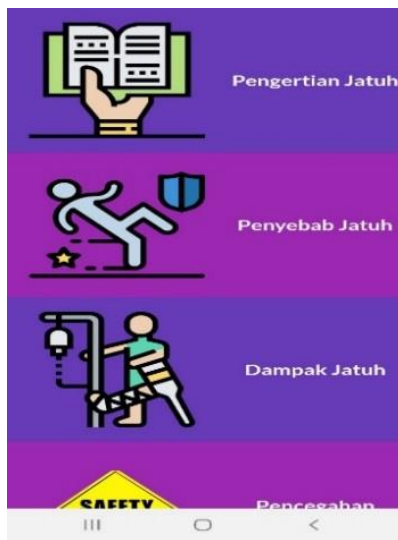 Pengertian Jatuh
Penyebab Jatuh
Dampak Jatuh
SAFETY
Pencegahan